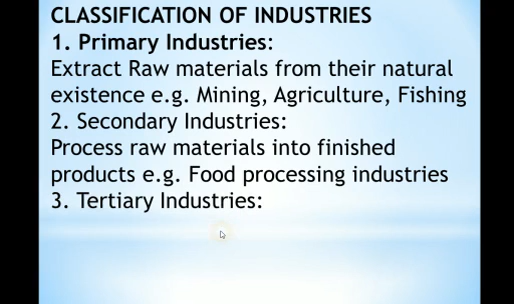 CLASSIFICATION OF INDUSTRIES
1. Primary Industries:
Extract Raw materials from their natural
existence e.g. Mining, Agriculture, Fishing
2. Secondary Industries:
Process raw materials into finished
products e.g. Food processing industries
3. Tertiary Industries: